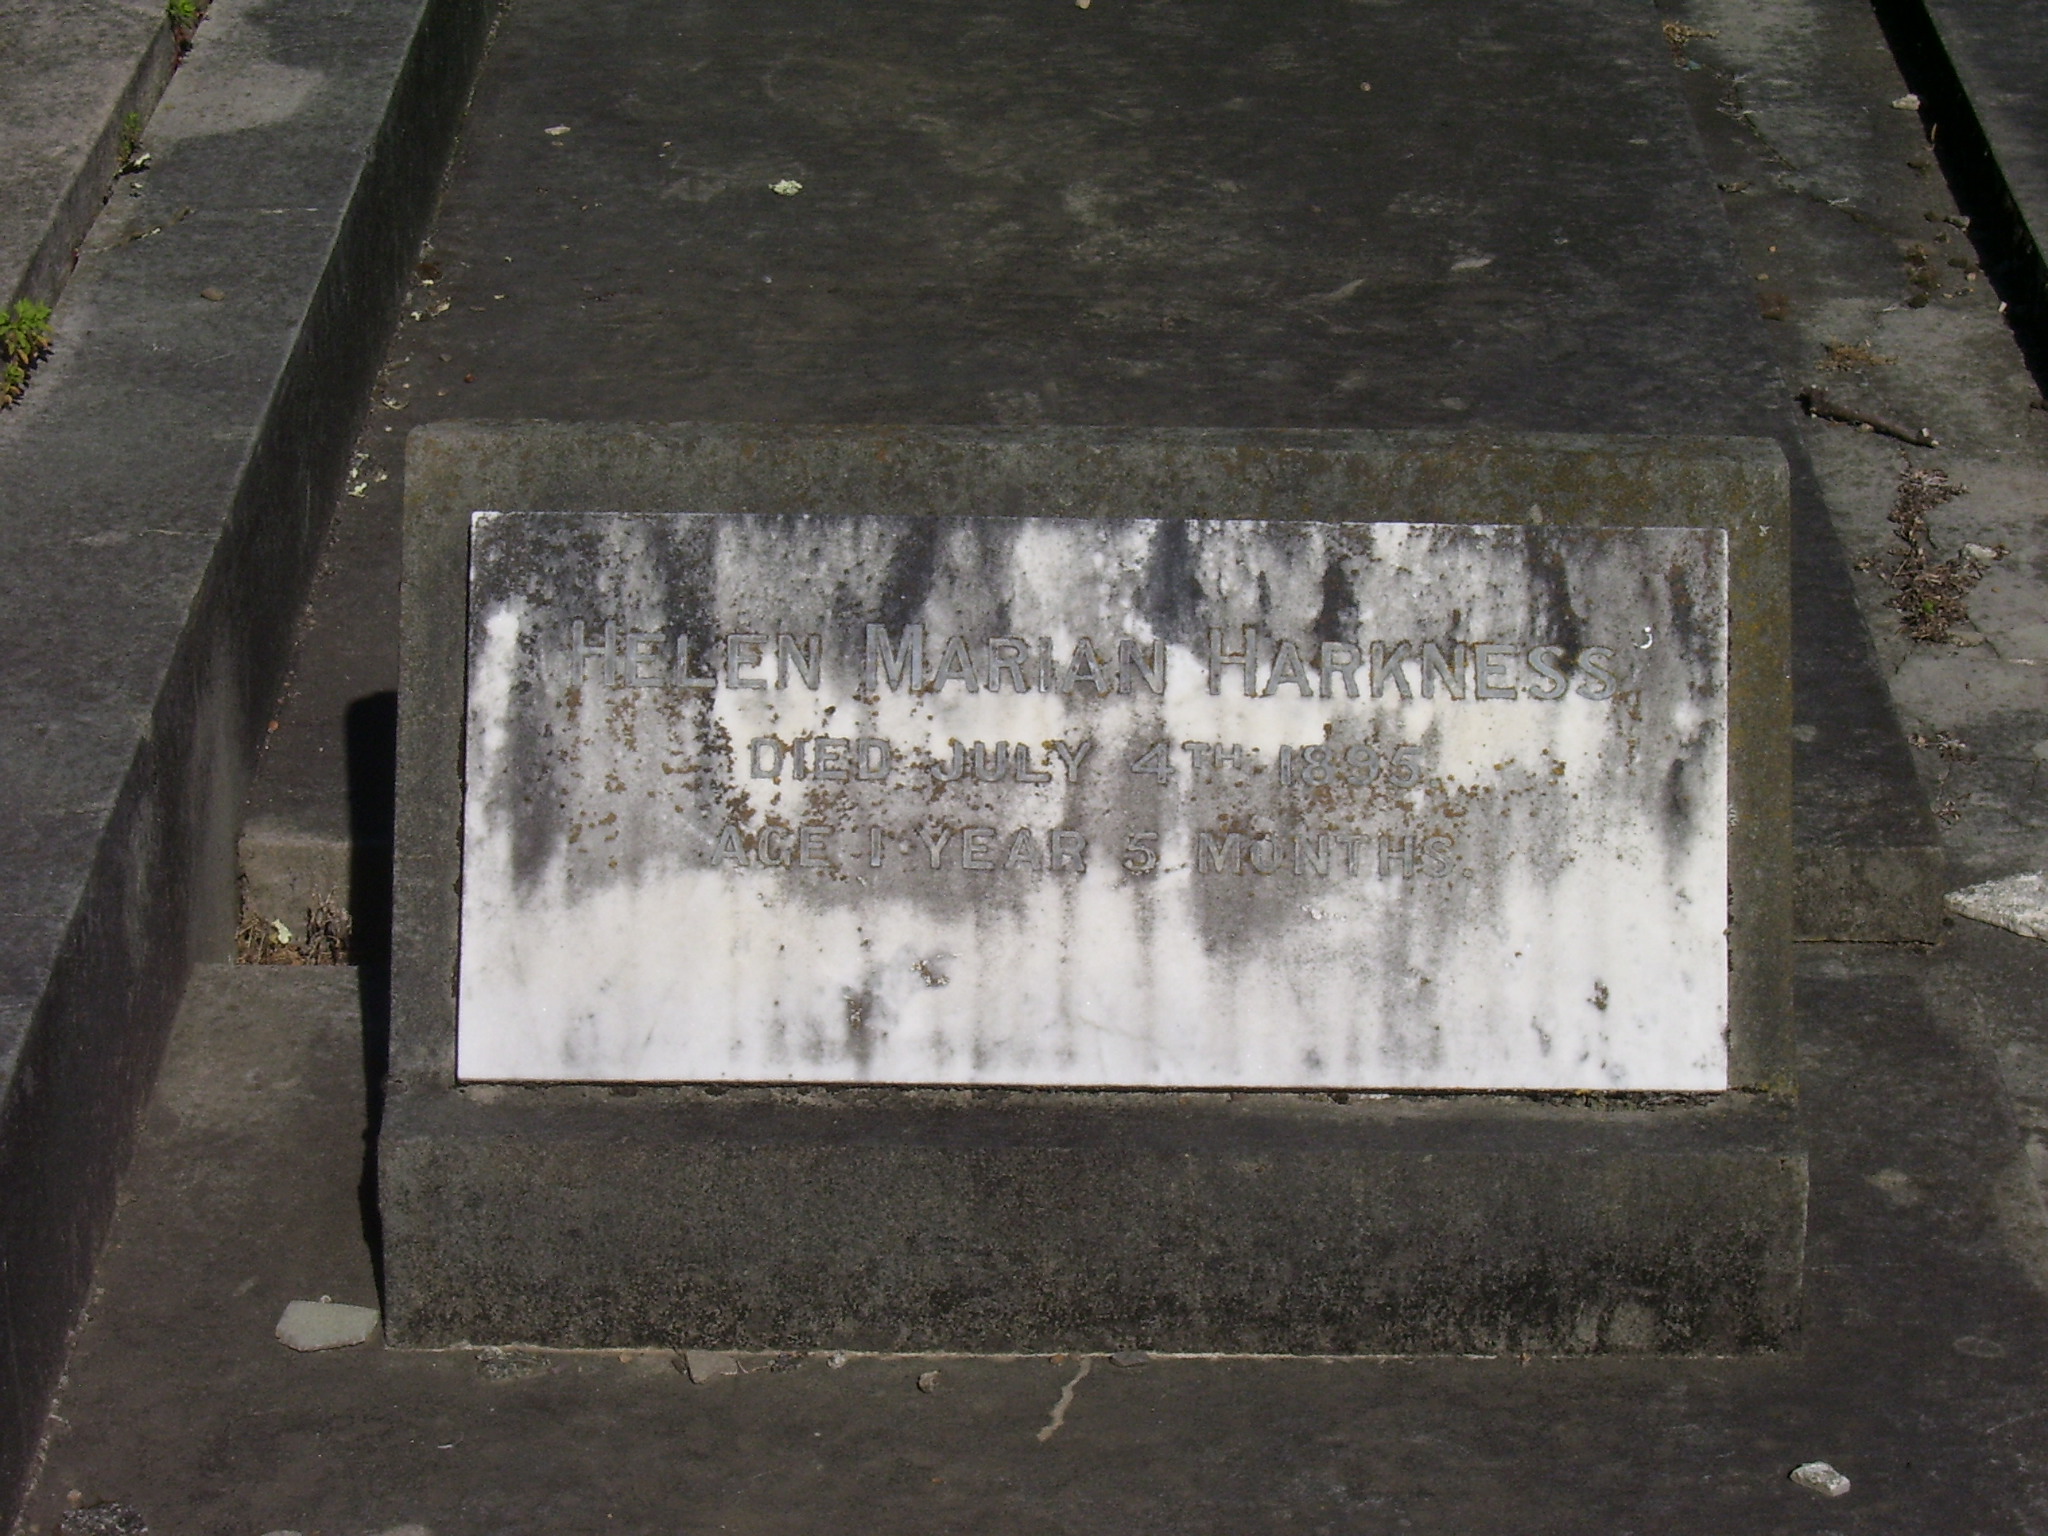 HELEN MARIAN HARKNESS
DIED JULY 4TH 1895
AGE 1 YEAR 5 MONTHS.